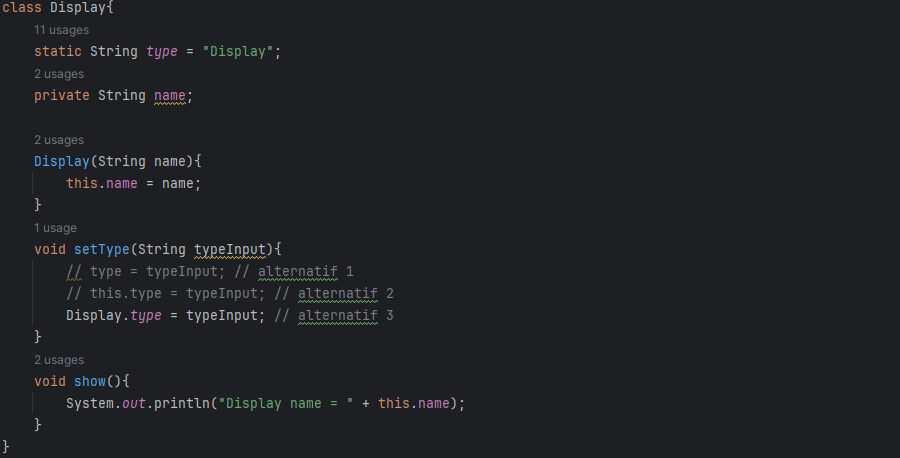 class Display{
11 usages
static String type = "Display";
2 usages
private String name;
2 usages
Display(String name){
this.name = name;
}
1 usage
void setType(String typeInput){
// type = typeInput; // alternatif 1
// this.type = typeInput; // alternatif 2
Display.type = typeInput; // alternatif 3
}
2 usages
void show(){
System.out.println("Display name = " + this.name);
}
}